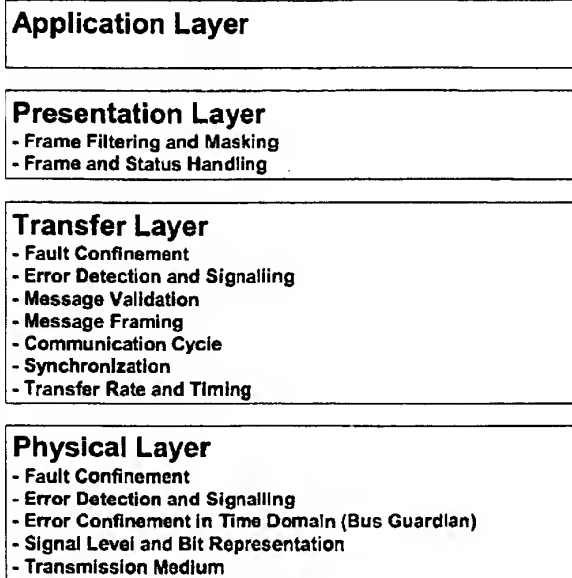 Application Layer
Presentation Layer
- Frame Filtering and Masking
- Frame and Status Handling
Transfer Layer
- Fault Confinement
- Error Detection and Signalling
- Message Validation
- Message Framing
- Communication Cycle
- Synchronization
- Transfer Rate and Timing
Physical Layer
- Fault Confinement
- Error Detection and Signalling
- Error Confinement in Time Domain (Bus Guardian)
- Signal Level and Bit Representation
- Transmission Medium